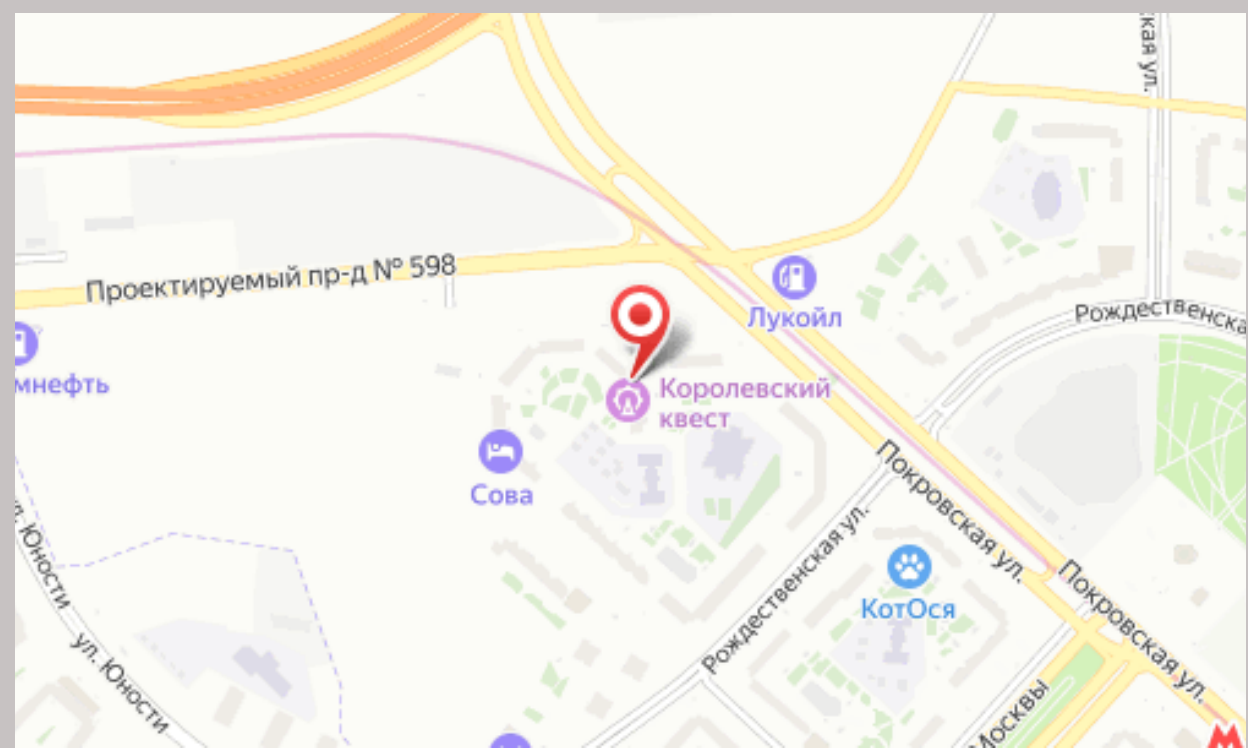 ская ул.
Проектируемый пр-д № 598
Лукойл
Рождественска
мнефть
Королевский
квест
Сова
Покровская ул.
Рождественская ул.
КотОся
ул. Юности
ул. Юности
Покровская ул.
Москвы